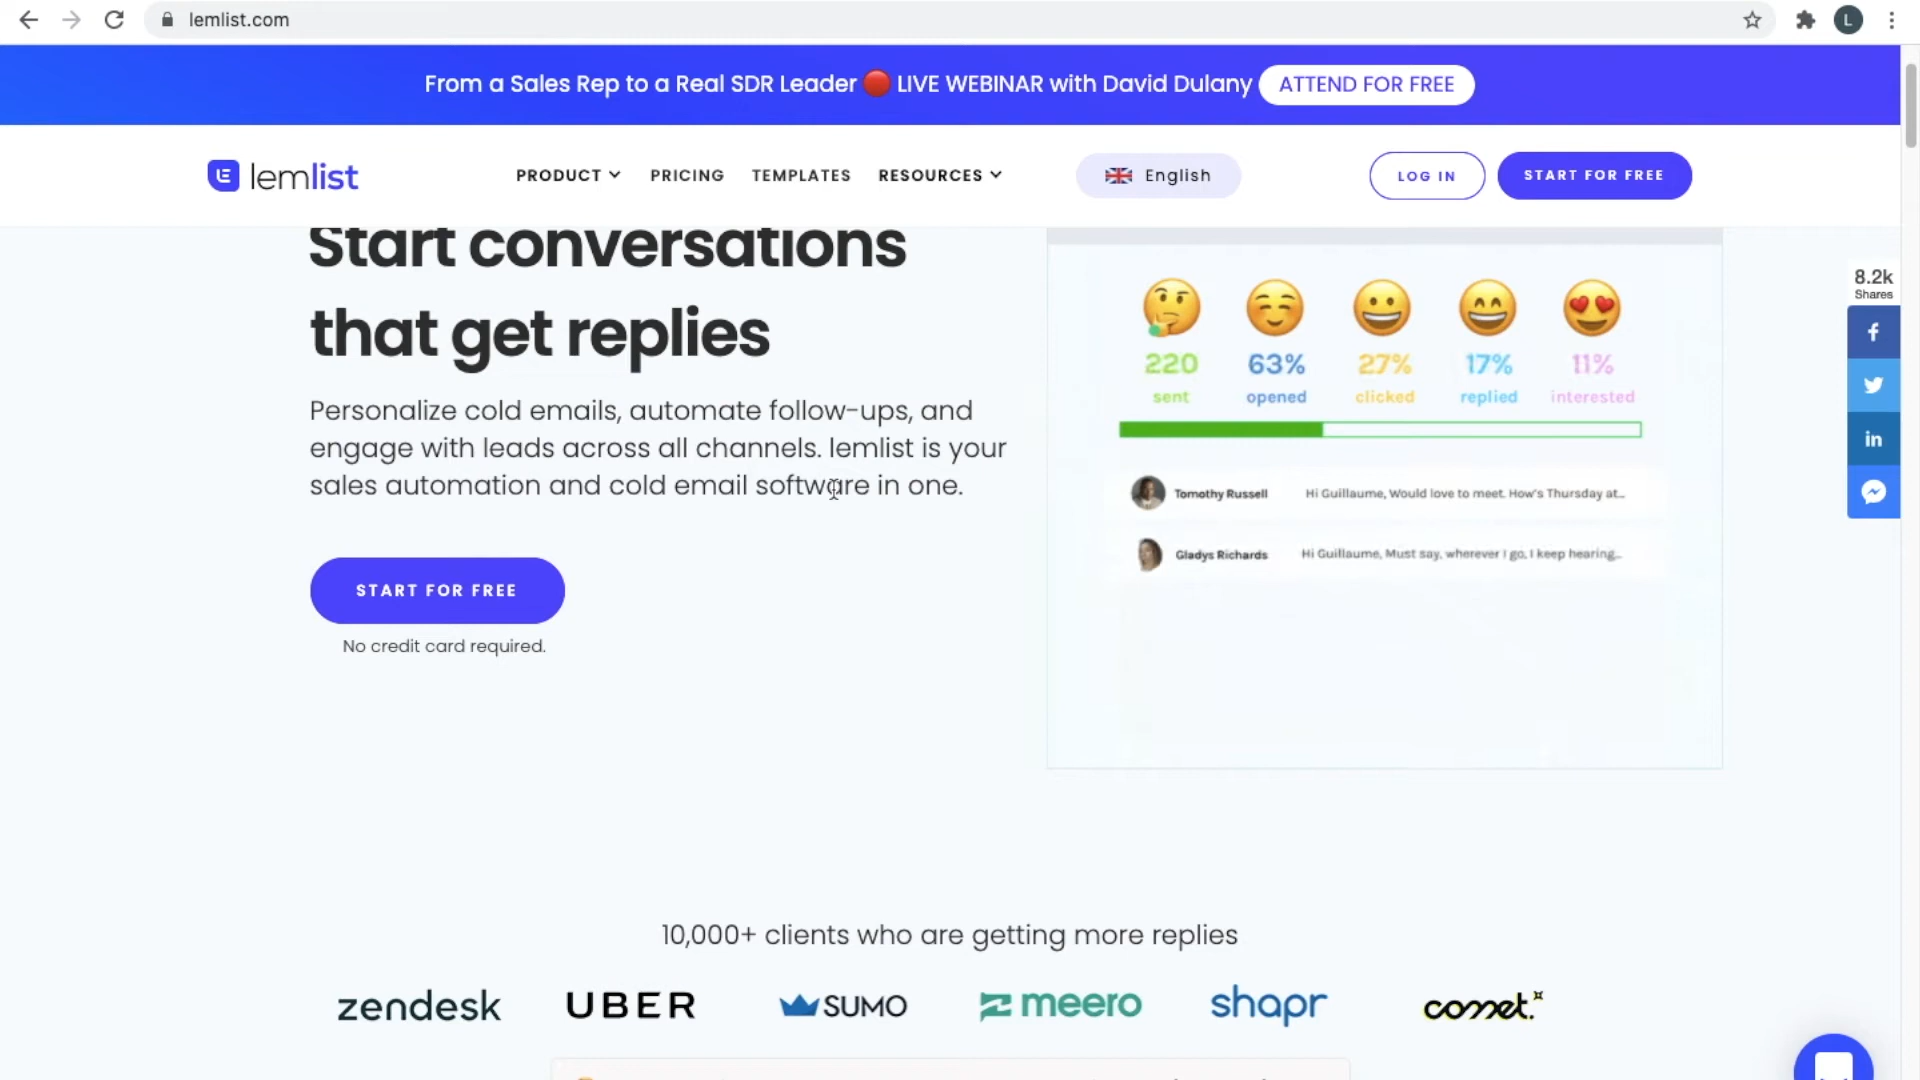 lemlist.com
L
From a Sales Rep to a Real SDR Leader 🔴 LIVE WEBINAR with David Dulany ATTEND FOR FREE
lemlist PRODUCT PRICING TEMPLATES RESOURCES English LOG IN START FOR FREE
Start conversations
that get replies
Personalize cold emails, automate follow-ups, and
engage with leads across all channels. lemlist is your
sales automation and cold email software in one.
START FOR FREE
No credit card required.
220 63% 27% 17% 11%
sent opened clicked replied interested
Tomothy Russell Hi Guillaume, Would love to meet. How's Thursday at...
Gladys Richards Hi Guillaume, Must say, wherever I go, I keep hearing...
8.2k
Shares
10,000+ clients who are getting more replies
zendesk UBER SUMO meero shapr comet.